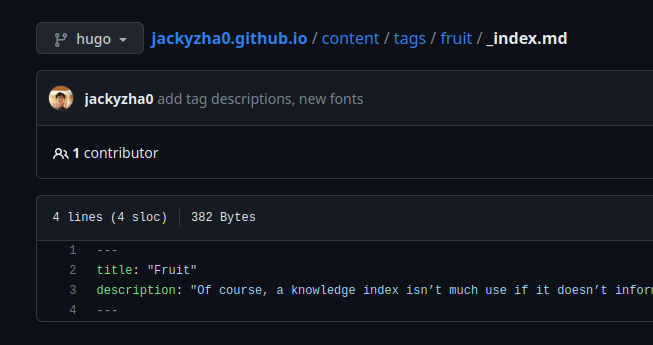 hugo jackyzha0.github.io / content / tags / fruit / _index.md
jackyzha0 add tag descriptions, new fonts
1 contributor
4 lines (4 sloc) 382 Bytes
1 ---
2 title: "Fruit"
3 description: "Of course, a knowledge index isn’t much use if it doesn’t infor
4 ---